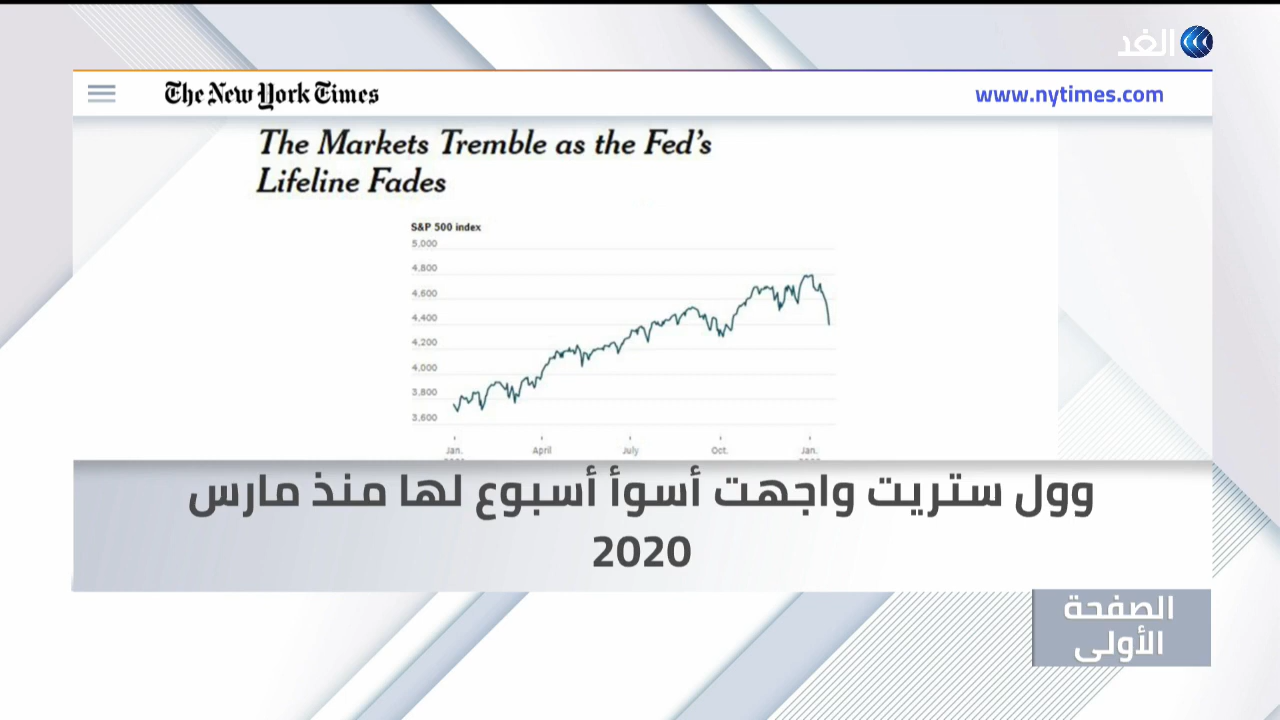 الغد
The New York Times
www.nytimes.com
The Markets Tremble as the Fed's
Lifeline Fades
S&P 500 index
5,000
4,800
4,600
4,400
4,200
4,000
3,800
3,600
Jan. April July Oct. Jan.
وول ستريت واجهت أسوأ أسبوع لها منذ مارس
2020
الصفحة
الأولى